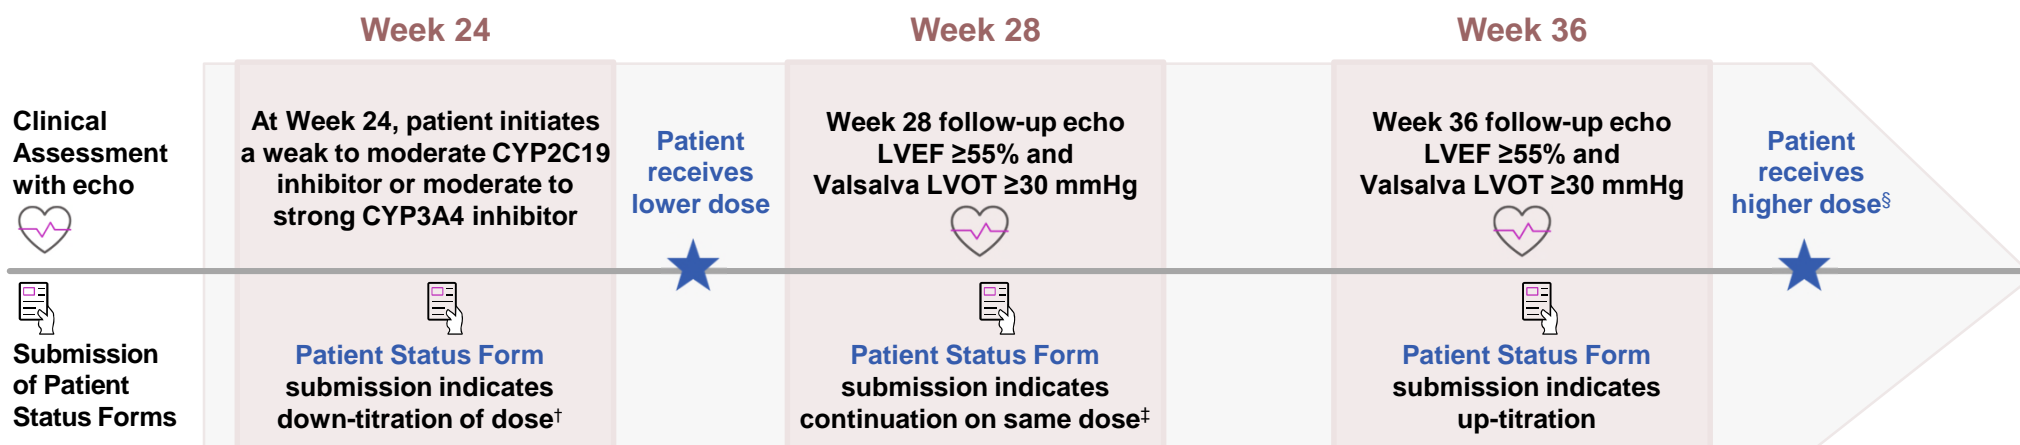 Week 24
Week 28
Week 36
Clinical
Assessment
with echo
At Week 24, patient initiates
a weak to moderate CYP2C19
inhibitor or moderate to
strong CYP3A4 inhibitor
Patient
receives
lower dose
Week 28 follow-up echo
LVEF ≥55% and
Valsalva LVOT ≥30 mmHg
Week 36 follow-up echo
LVEF ≥55% and
Valsalva LVOT ≥30 mmHg
Patient
receives
higher dose§
Submission
of Patient
Status Forms
Patient Status Form
submission indicates
down-titration of dose†
Patient Status Form
submission indicates
continuation on same dose‡
Patient Status Form
submission indicates
up-titration